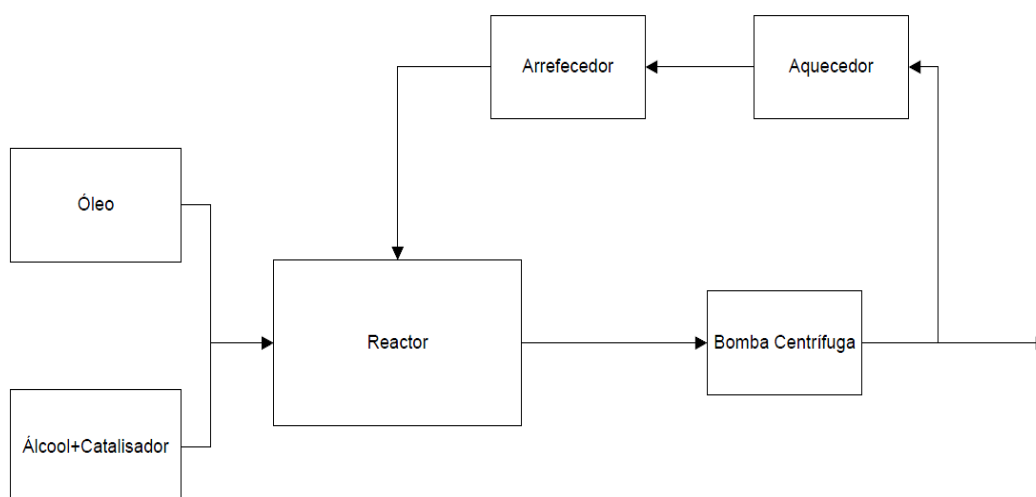 Arrefecedor
Aquecedor
Óleo
Reactor
Bomba Centrífuga
Álcool+Catalisador